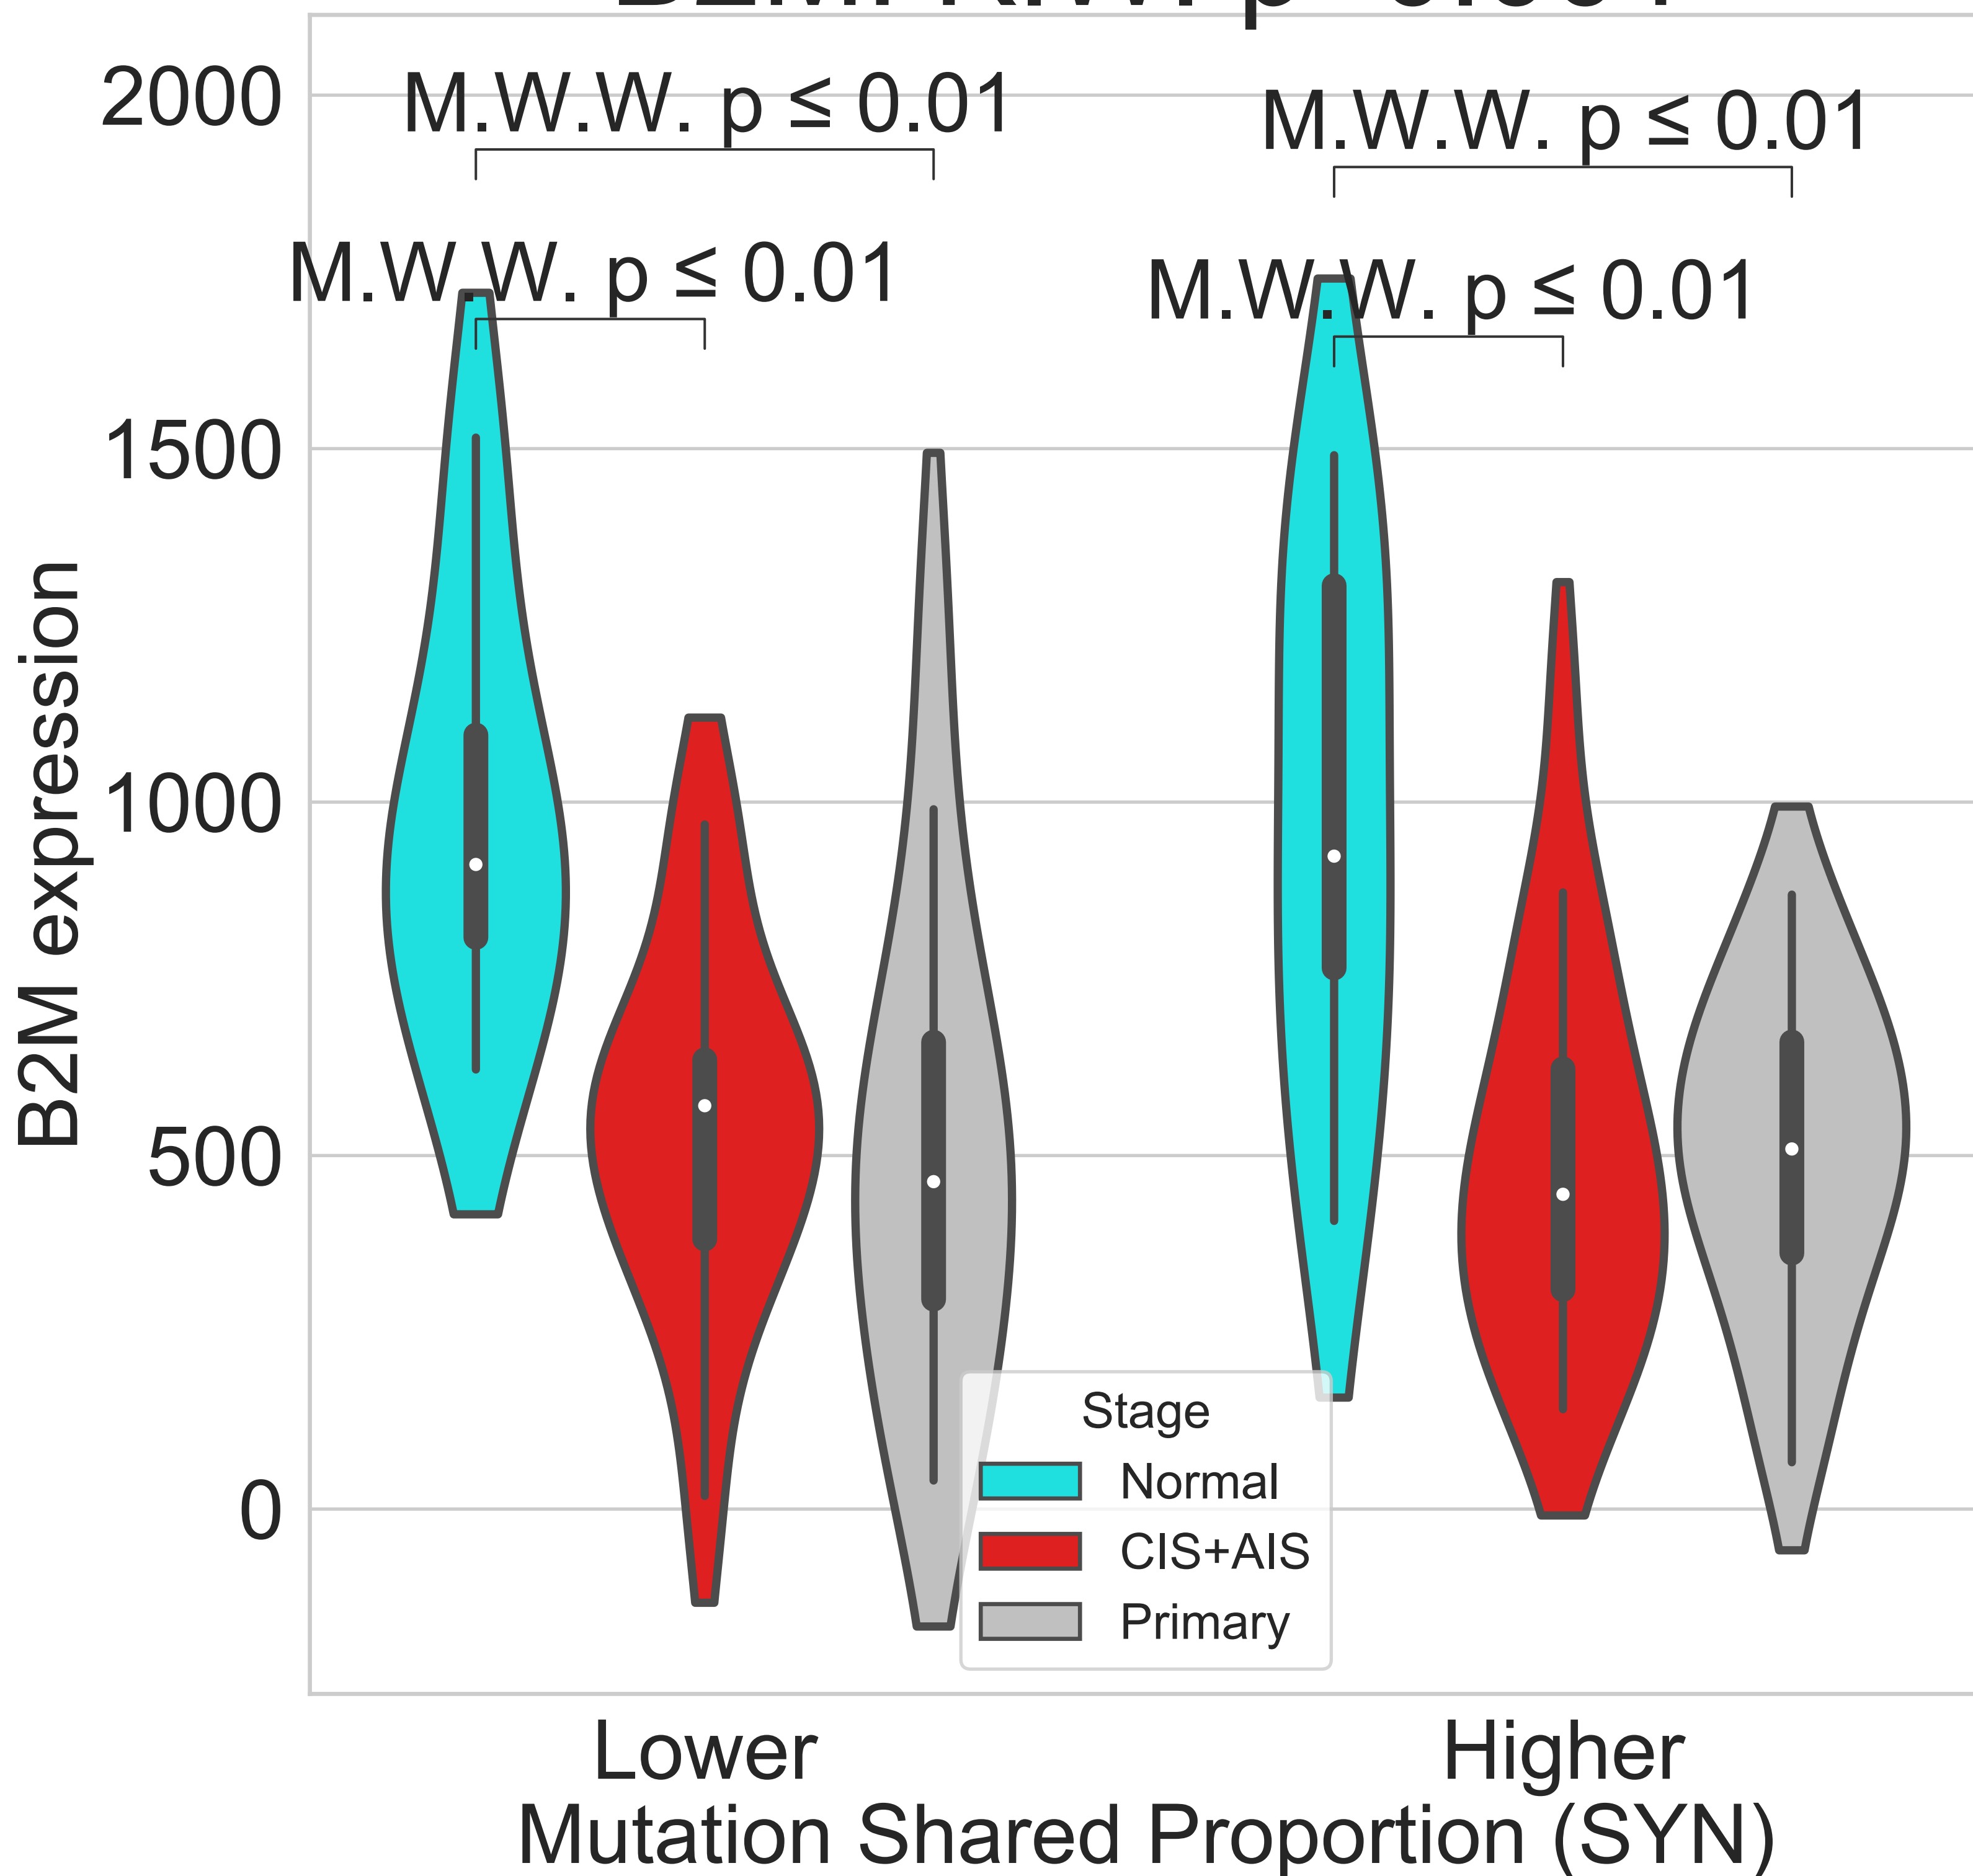 2000
M.W.W. p ≤ 0.01
M.W.W. p ≤ 0.01
M.W.W. p ≤ 0.01
M.W.W. p ≤ 0.01
1500
1000
500
0
B2M expression
Stage
Normal
CIS+AIS
Primary
Lower
Higher
Mutation Shared Proportion (SYN)